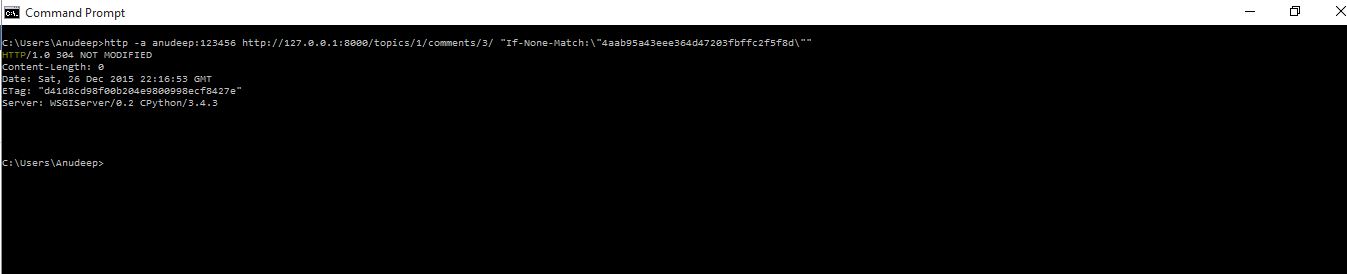 Command Prompt
C:\Users\Anudeep>http -a anudeep:123456 http://127.0.0.1:8000/topics/1/comments/3/ "If-None-Match:\"4aab95a43eee364d47203fbffc2f5f8d\""
HTTP/1.0 304 NOT MODIFIED
Content-Length: 0
Date: Sat, 26 Dec 2015 22:16:53 GMT
ETag: "d41d8cd98f00b204e9800998ecf8427e"
Server: WSGIServer/0.2 CPython/3.4.3
C:\Users\Anudeep>